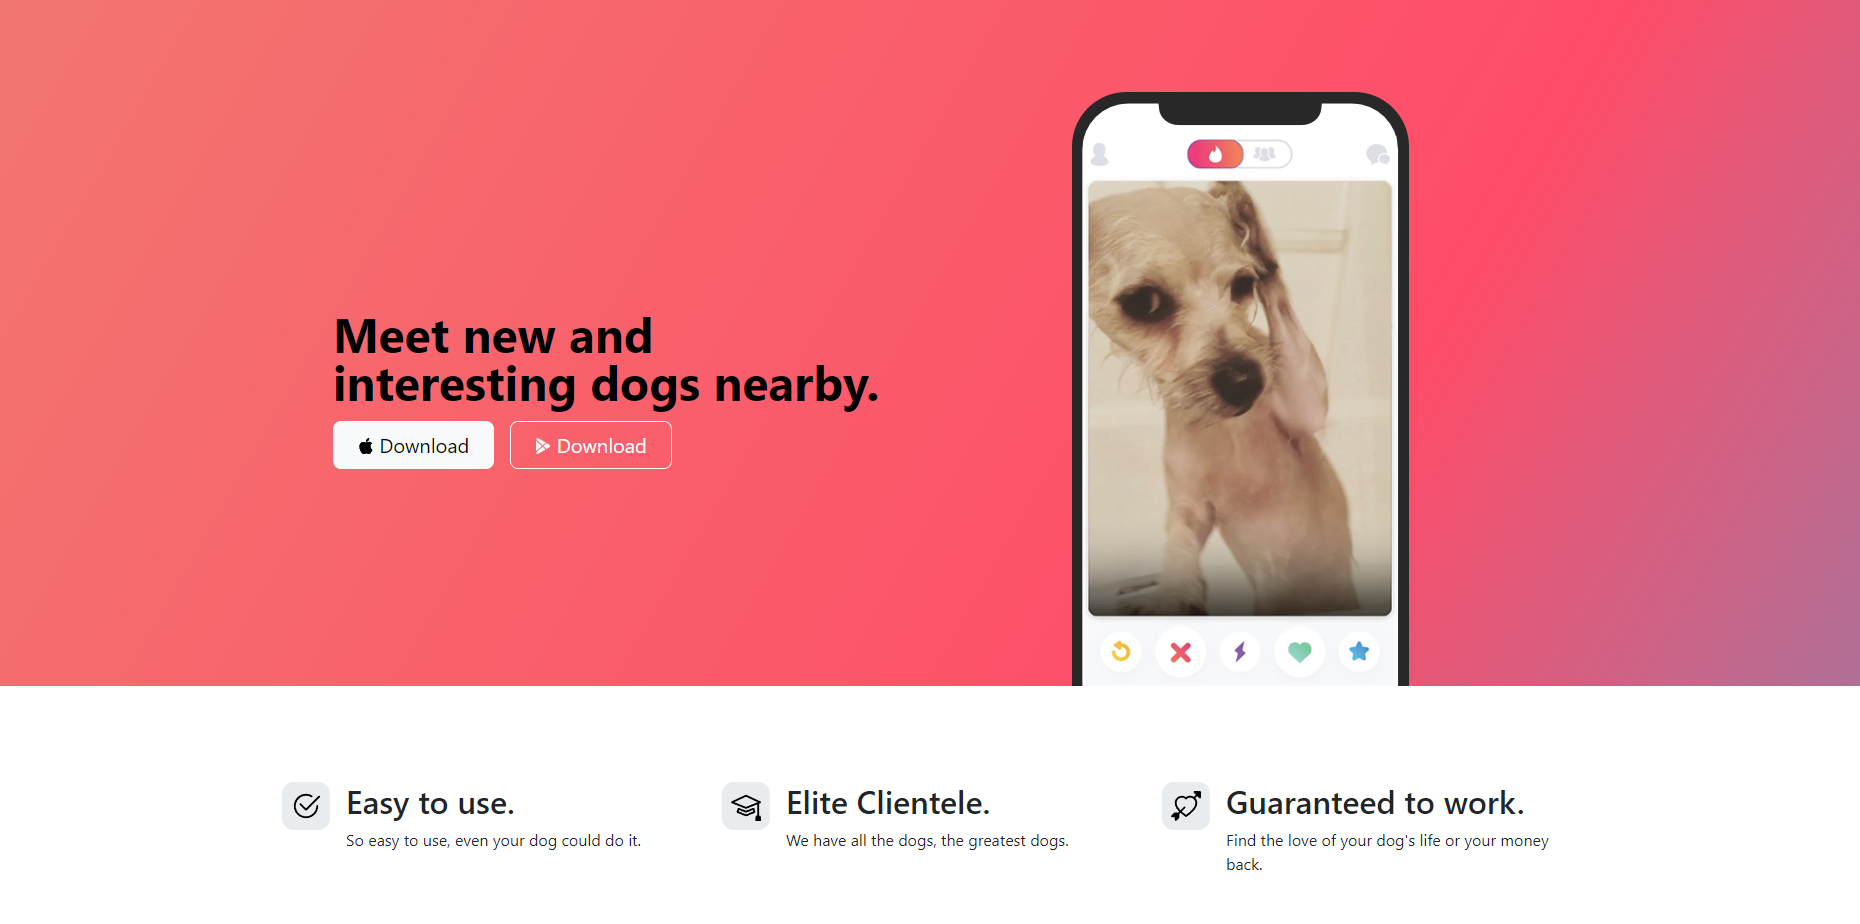 Meet new and
interesting dogs nearby.
Download
Download
Easy to use.
So easy to use, even your dog could do it.
Elite Clientele.
We have all the dogs, the greatest dogs.
Guaranteed to work.
Find the love of your dog's life or your money
back.